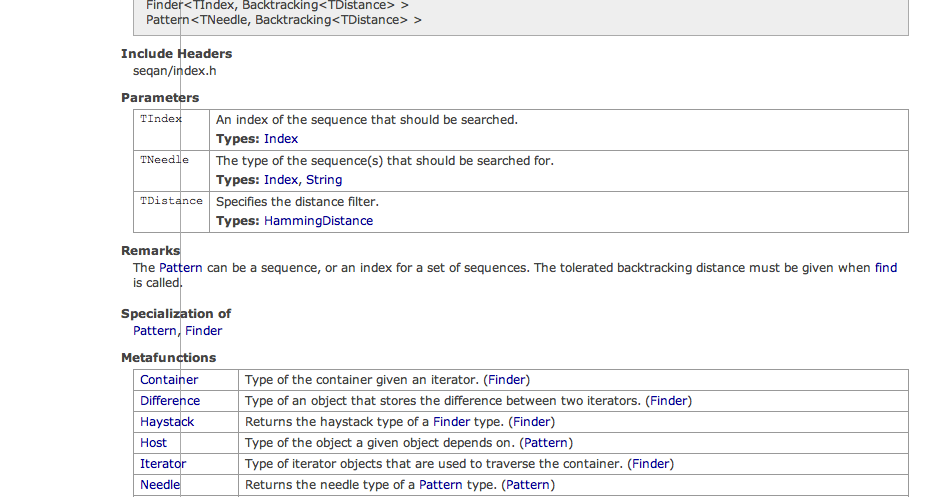 Finder<TIndex, Backtracking<TDistance> >
Pattern<TNeedle, Backtracking<TDistance> >
Include Headers
seqan/index.h
Parameters
TIndex An index of the sequence that should be searched.
Types: Index
TNeedle The type of the sequence(s) that should be searched for.
Types: Index, String
TDistance Specifies the distance filter.
Types: HammingDistance
Remarks
The Pattern can be a sequence, or an index for a set of sequences. The tolerated backtracking distance must be given when find
is called.
Specialization of
Pattern, Finder
Metafunctions
Container Type of the container given an iterator. (Finder)
Difference Type of an object that stores the difference between two iterators. (Finder)
Haystack Returns the haystack type of a Finder type. (Finder)
Host Type of the object a given object depends on. (Pattern)
Iterator Type of iterator objects that are used to traverse the container. (Finder)
Needle Returns the needle type of a Pattern type. (Pattern)